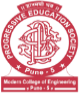 PROGRESSIVE EDUCATION SOCIETY
Pune - 5
Modern College of Engineering
Pune - 5